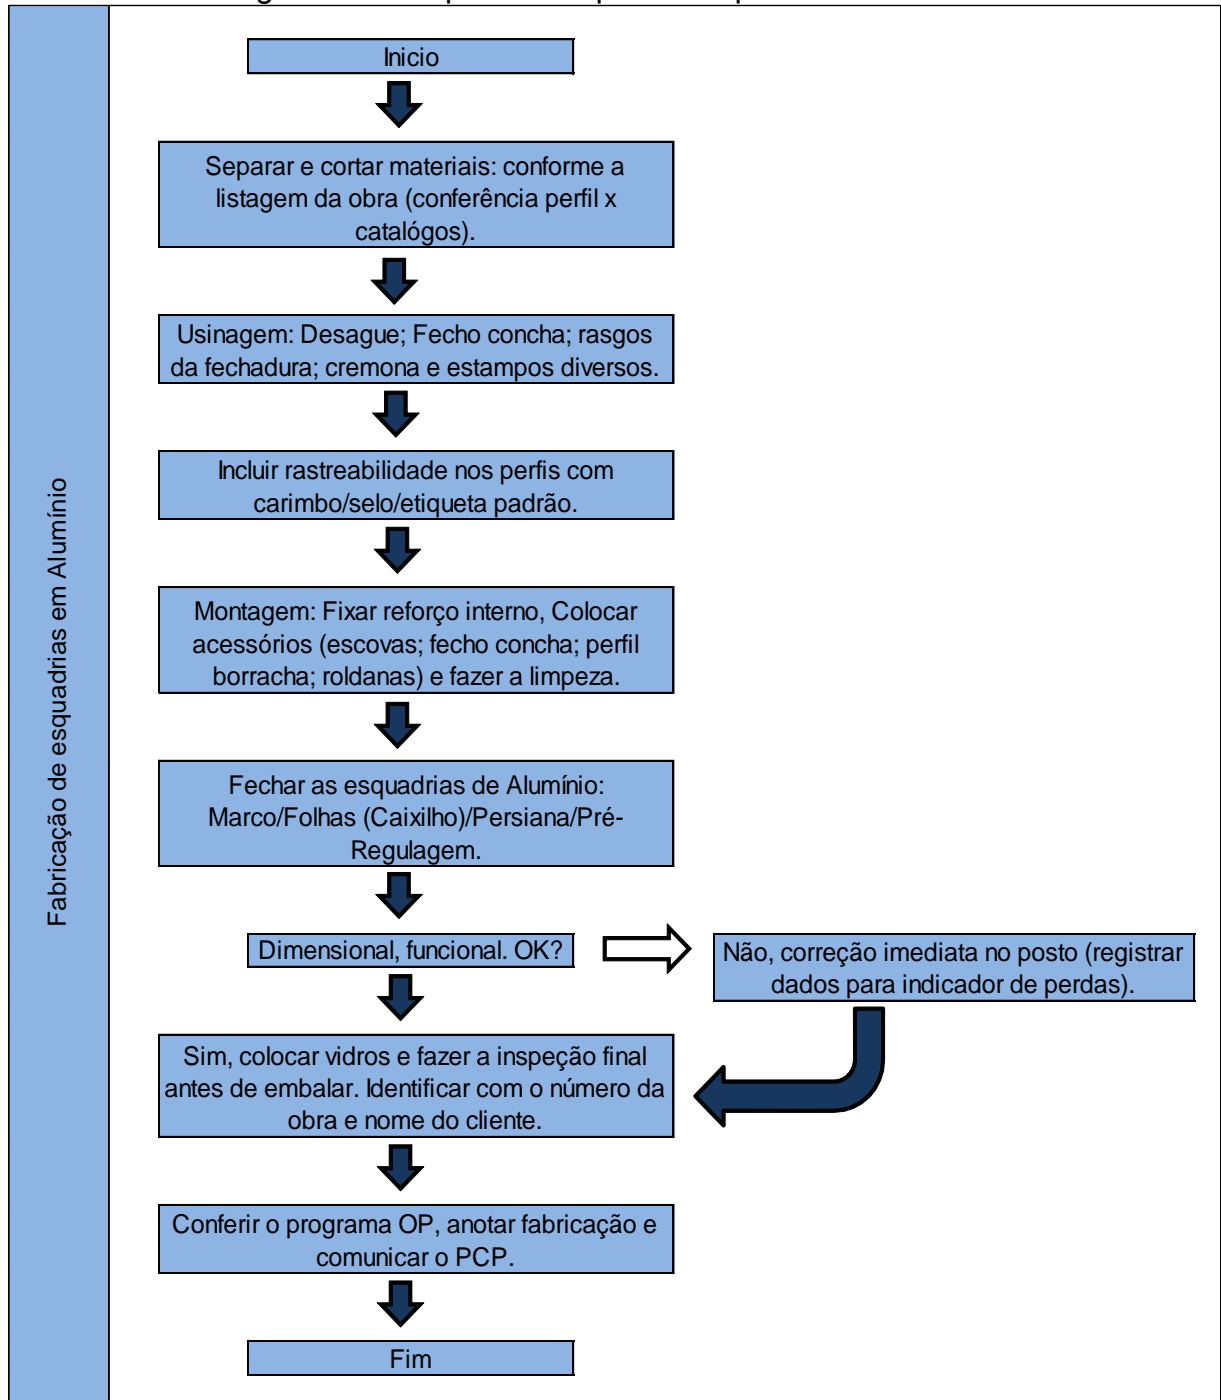 Fabricação de esquadrias em Alumínio
Inicio
Separar e cortar materiais: conforme a
listagem da obra (conferência perfil x
catalógos).
Usinagem: Desague; Fecho concha; rasgos
da fechadura; cremona e estampos diversos.
Incluir rastreabilidade nos perfis com
carimbo/selo/etiqueta padrão.
Montagem: Fixar reforço interno, Colocar
acessórios (escovas; fecho concha; perfil
borracha; roldanas) e fazer a limpeza.
Fechar as esquadrias de Alumínio:
Marco/Folhas (Caixilho)/Persiana/Pré-
Regulagem.
Dimensional, funcional. OK?
Não, correção imediata no posto (registrar
dados para indicador de perdas).
Sim, colocar vidros e fazer a inspeção final
antes de embalar. Identificar com o número da
obra e nome do cliente.
Conferir o programa OP, anotar fabricação e
comunicar o PCP.
Fim